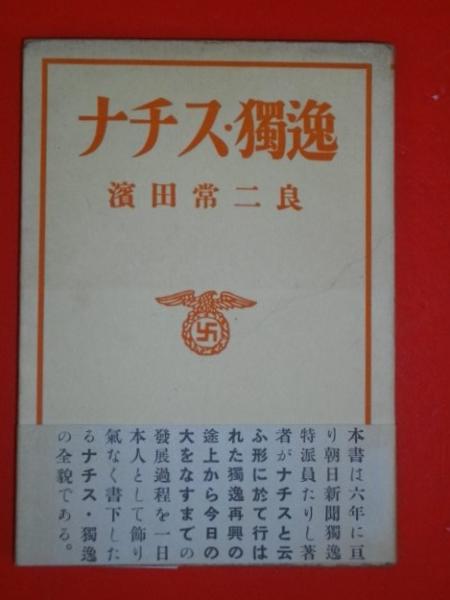 ナチス・獨逸
濱田常二良
本書は六年に亘
り朝日新聞獨逸
特派員たりし著
者がナチスと云
ふ形に於て行は
れた獨逸再興の
途上から今日の
大をなすまでの
發展過程を一日
本人として飾り
氣なく書下した
るナチス・獨逸
の全貌である。